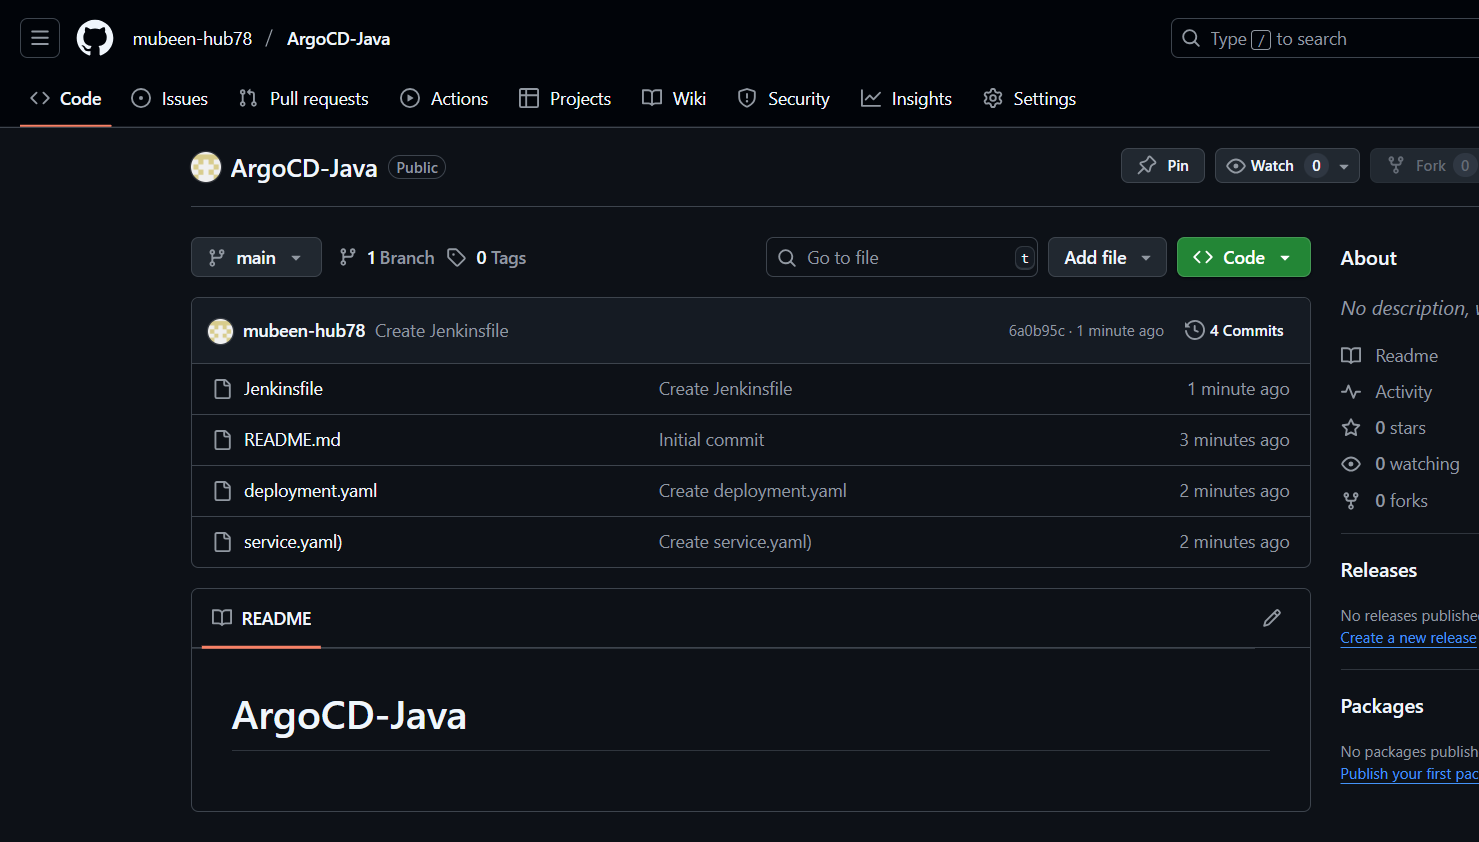 mubeen-hub78 / ArgoCD-Java
Type / to search
Code Issues Pull requests Actions Projects Wiki Security Insights Settings
ArgoCD-Java Public
Pin Watch 0 Fork 0
main 1 Branch 0 Tags
Go to file t Add file Code
mubeen-hub78 Create Jenkinsfile 6a0b95c · 1 minute ago 4 Commits
Jenkinsfile Create Jenkinsfile 1 minute ago
README.md Initial commit 3 minutes ago
deployment.yaml Create deployment.yaml 2 minutes ago
service.yaml) Create service.yaml) 2 minutes ago
README
ArgoCD-Java
About
No description,
Readme
Activity
0 stars
0 watching
0 forks
Releases
No releases published
Create a new release
Packages
No packages publish
Publish your first pac